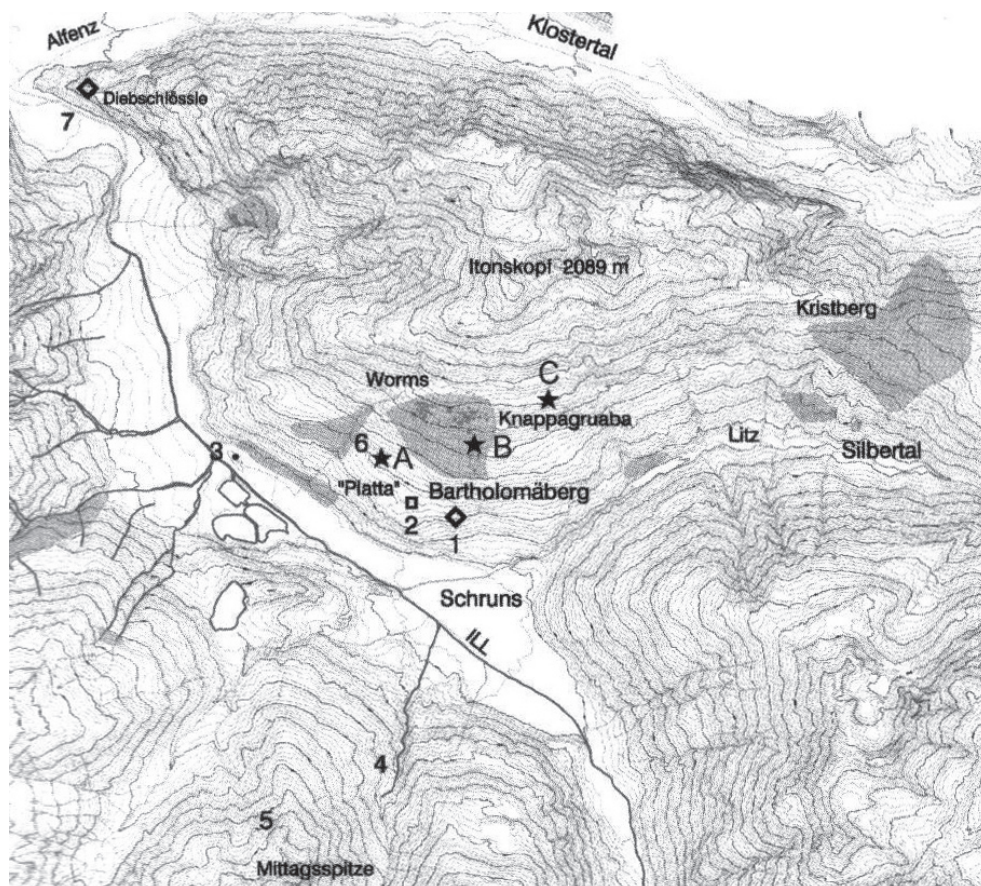 Alfenz
Klostertal
Diebschlössle
7
Itonskopf 2089 m
Kristberg
Worms
C
Knappagruaba
6
A
B
Litz
Silbertal
3
"Platta"
Bartholomäberg
2
1
Schruns
ILL
4
5
Mittagsspitze